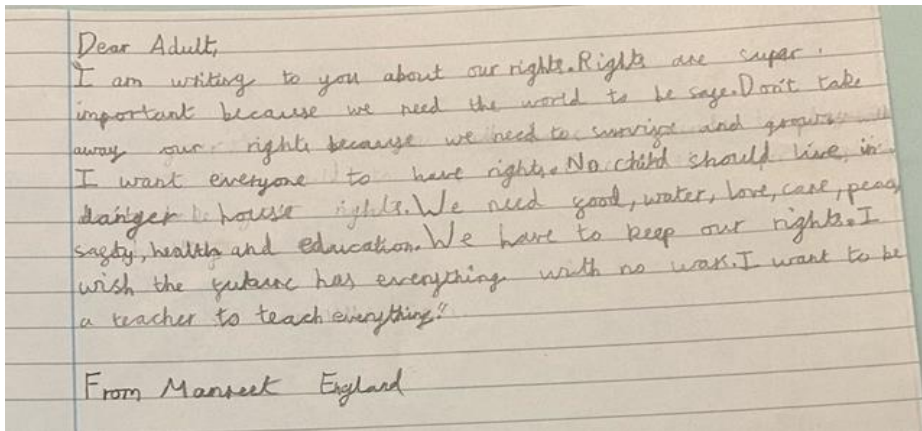 Dear Adult,
I am writing to you about our rights. Rights are super
important because we need the world to be safe. Don't take
away our rights because we need to survive and grow
I want everyone to have rights. No child should live in
danger house rights. We need food, water, love, care, peac
safty, health and education. We have to keep our rights. I
wish the future has everything with no war. I want to be
a teacher to teach everything."
From England